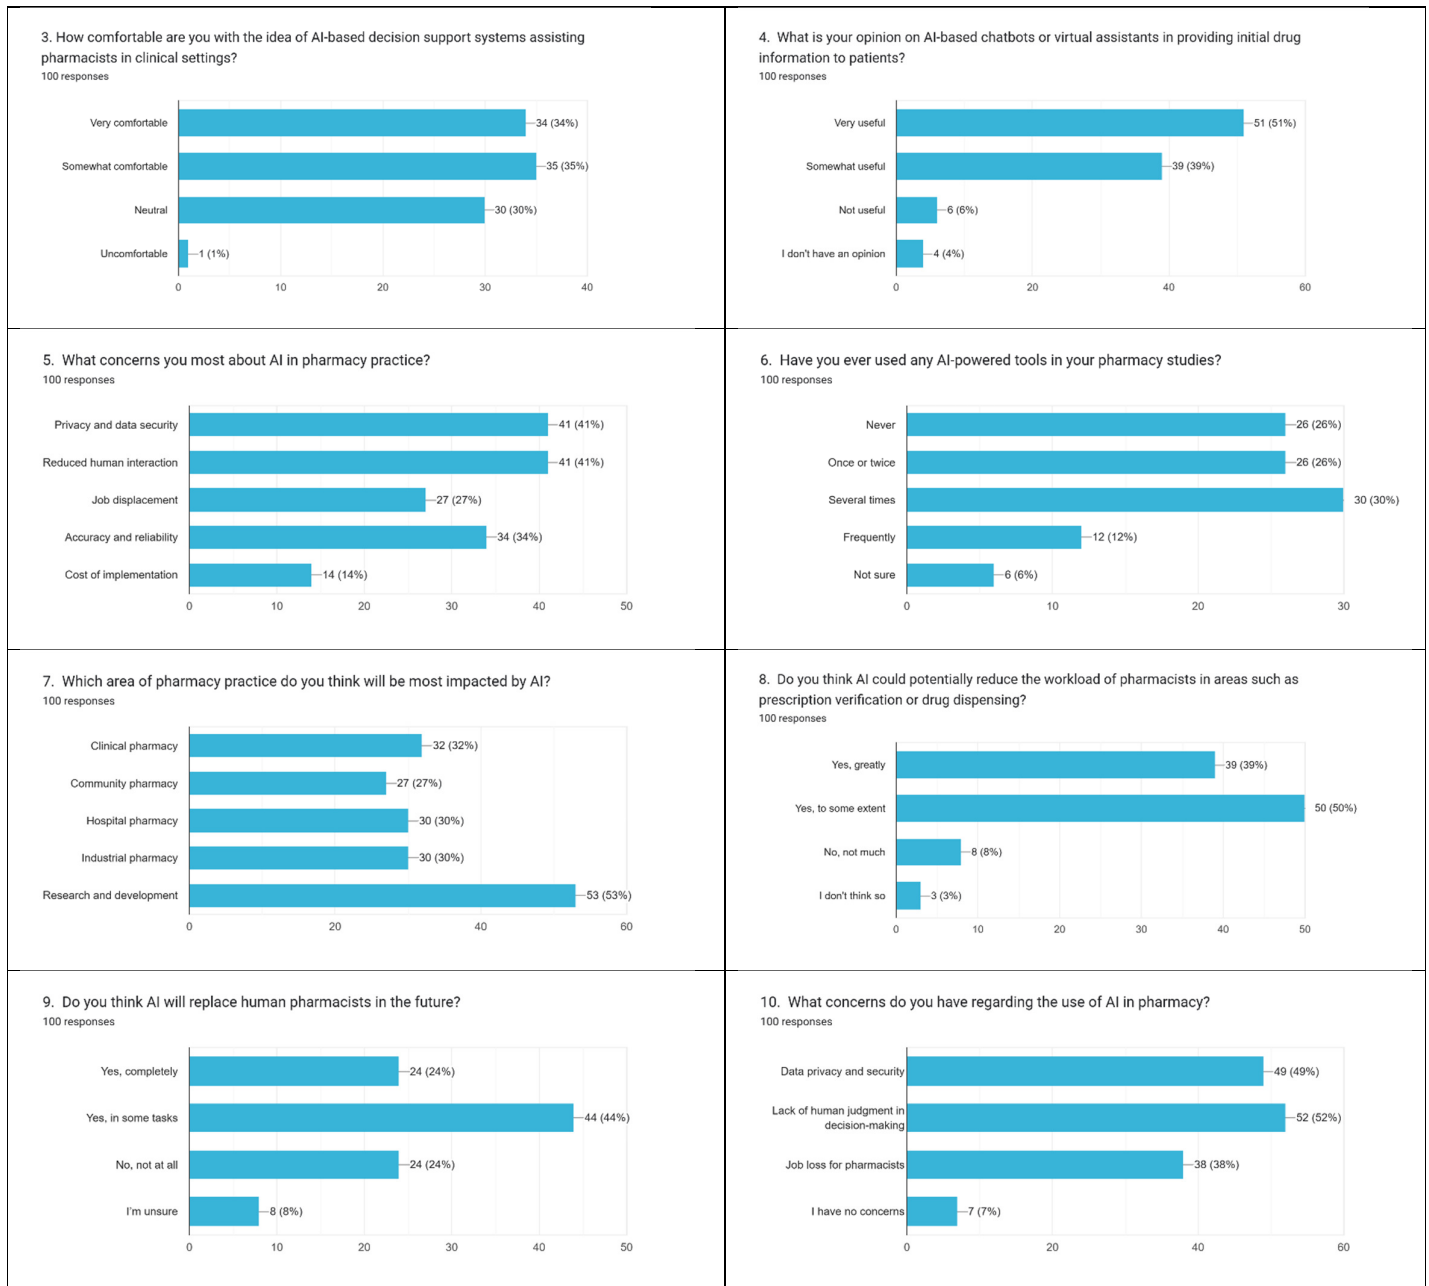 3. How comfortable are you with the idea of AI-based decision support systems assisting
pharmacists in clinical settings?
100 responses
Very comfortable
34 (34%)
Somewhat comfortable
35 (35%)
Neutral
30 (30%)
Uncomfortable
1 (1%)
0 10 20 30 40
4. What is your opinion on AI-based chatbots or virtual assistants in providing initial drug
information to patients?
100 responses
Very useful
51 (51%)
Somewhat useful
39 (39%)
Not useful
6 (6%)
I don't have an opinion
4 (4%)
0 20 40 60
5. What concerns you most about AI in pharmacy practice?
100 responses
Privacy and data security
41 (41%)
Reduced human interaction
41 (41%)
Job displacement
27 (27%)
Accuracy and reliability
34 (34%)
Cost of implementation
14 (14%)
0 10 20 30 40 50
6. Have you ever used any AI-powered tools in your pharmacy studies?
100 responses
Never
26 (26%)
Once or twice
26 (26%)
Several times
30 (30%)
Frequently
12 (12%)
Not sure
6 (6%)
0 10 20 30
7. Which area of pharmacy practice do you think will be most impacted by AI?
100 responses
Clinical pharmacy
32 (32%)
Community pharmacy
27 (27%)
Hospital pharmacy
30 (30%)
Industrial pharmacy
30 (30%)
Research and development
53 (53%)
0 20 40 60
8. Do you think AI could potentially reduce the workload of pharmacists in areas such as
prescription verification or drug dispensing?
100 responses
Yes, greatly
39 (39%)
Yes, to some extent
50 (50%)
No, not much
8 (8%)
I don't think so
3 (3%)
0 10 20 30 40 50
9. Do you think AI will replace human pharmacists in the future?
100 responses
Yes, completely
24 (24%)
Yes, in some tasks
44 (44%)
No, not at all
24 (24%)
I'm unsure
8 (8%)
0 10 20 30 40 50
10. What concerns do you have regarding the use of AI in pharmacy?
100 responses
Data privacy and security
49 (49%)
Lack of human judgment in
decision-making
52 (52%)
Job loss for pharmacists
38 (38%)
I have no concerns
7 (7%)
0 20 40 60